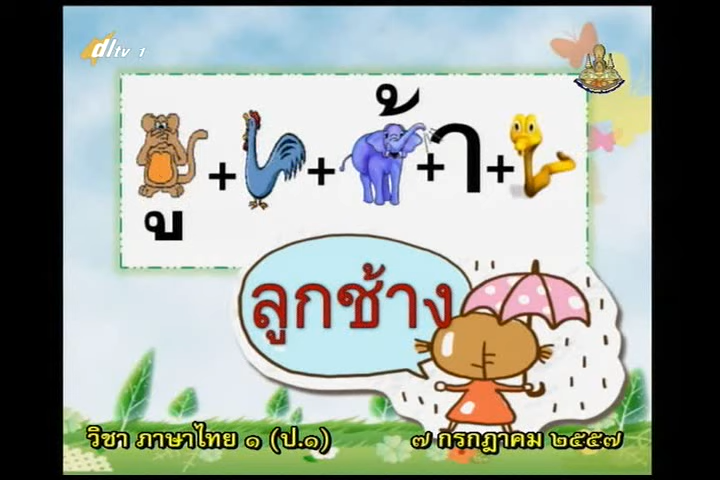 dltv 1
ู + + ้ + า +
ลูกช้าง
วิชา ภาษาไทย ๑ (ป.๑) ๗ กรกฎาคม ๒๕๕๗